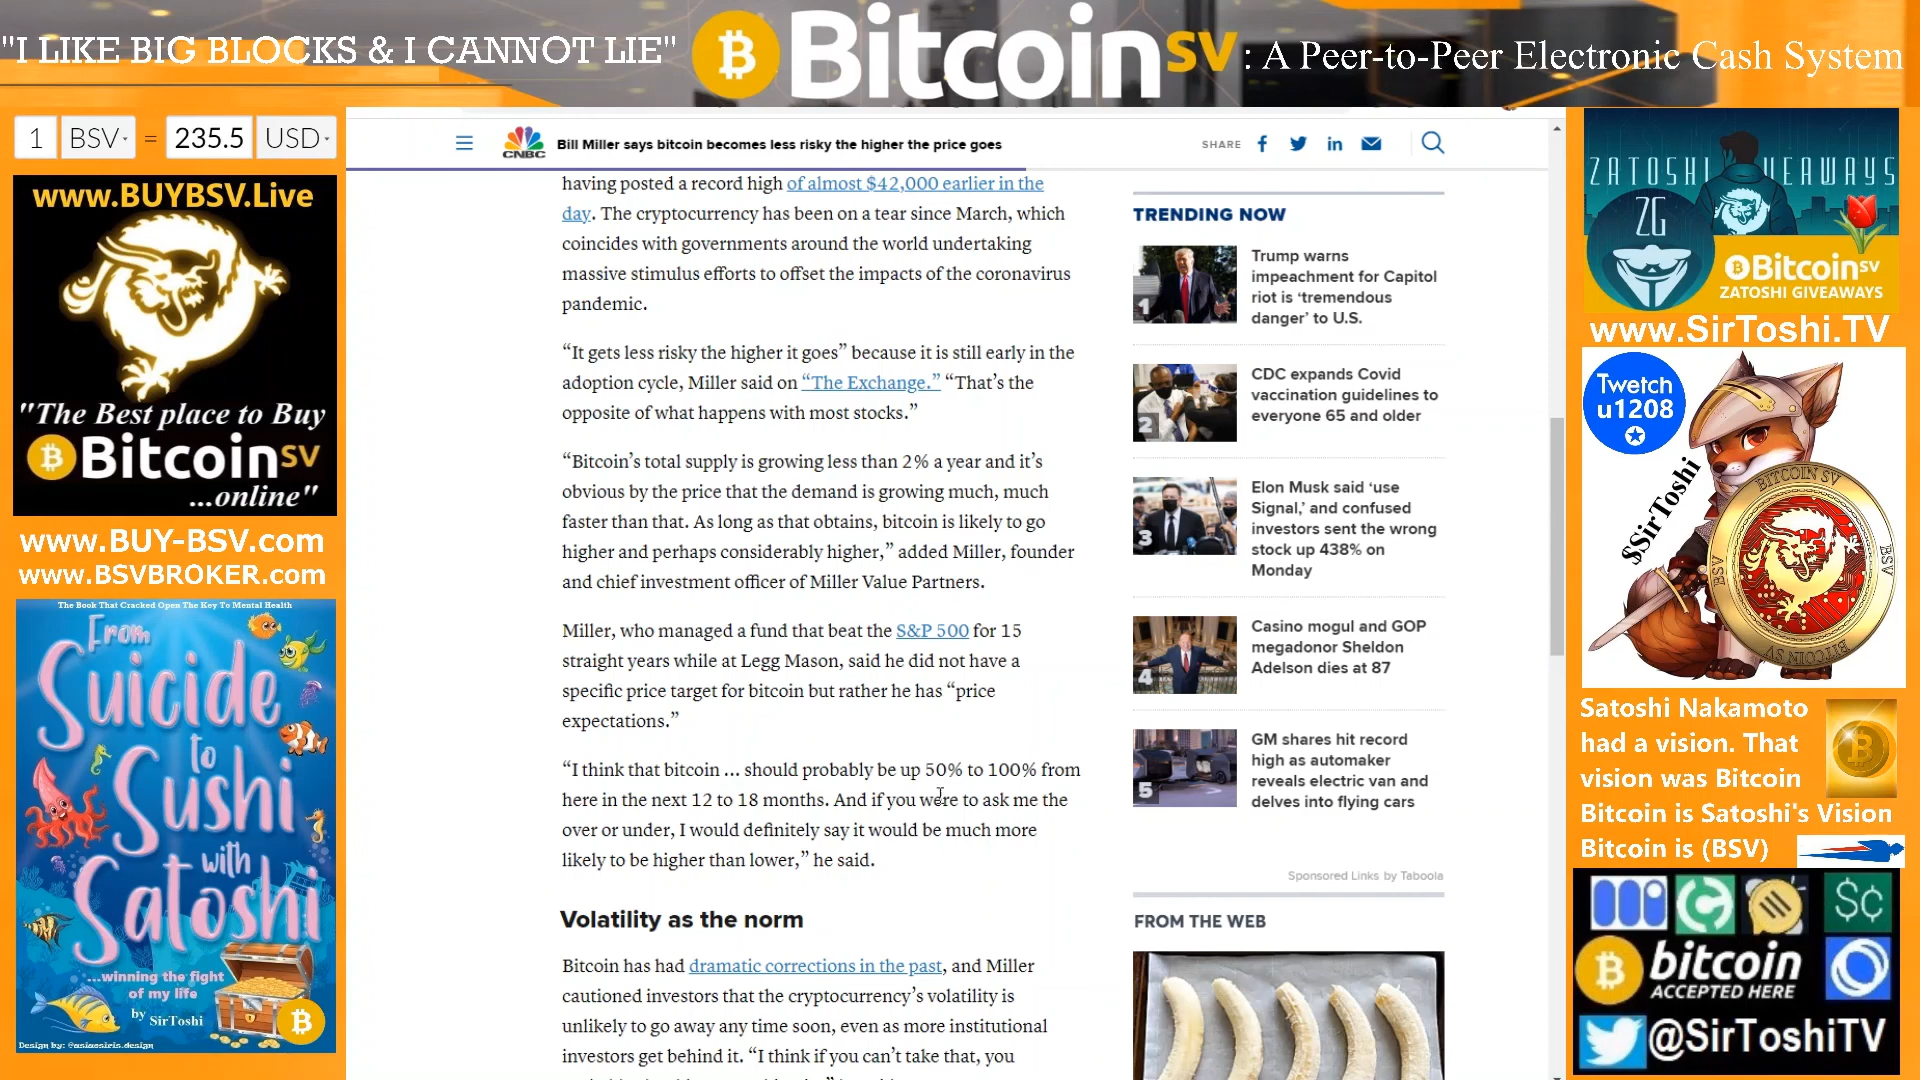 "I LIKE BIG BLOCKS & I CANNOT LIE"
Bitcoin SV : A Peer-to-Peer Electronic Cash System
1 BSV = 235.5 USD
www.BUYBSV.Live
"The Best place to Buy
Bitcoin SV
...online"
www.BUY-BSV.com
www.BSVBROKER.com
The Book That Cracked Open The Key To Mental Health
From
Suicide
to
Sushi
with
Satoshi
...winning the fight
of my life
by SirToshi
Design by: @asiaosiris.design
CNBC
Bill Miller says bitcoin becomes less risky the higher the price goes
SHARE
having posted a record high of almost $42,000 earlier in the
day. The cryptocurrency has been on a tear since March, which
coincides with governments around the world undertaking
massive stimulus efforts to offset the impacts of the coronavirus
pandemic.
“It gets less risky the higher it goes” because it is still early in the
adoption cycle, Miller said on “The Exchange.” “That’s the
opposite of what happens with most stocks.”
“Bitcoin’s total supply is growing less than 2% a year and it’s
obvious by the price that the demand is growing much, much
faster than that. As long as that obtains, bitcoin is likely to go
higher and perhaps considerably higher,” added Miller, founder
and chief investment officer of Miller Value Partners.
Miller, who managed a fund that beat the S&P 500 for 15
straight years while at Legg Mason, said he did not have a
specific price target for bitcoin but rather he has “price
expectations.”
“I think that bitcoin ... should probably be up 50% to 100% from
here in the next 12 to 18 months. And if you were to ask me the
over or under, I would definitely say it would be much more
likely to be higher than lower,” he said.
Volatility as the norm
Bitcoin has had dramatic corrections in the past, and Miller
cautioned investors that the cryptocurrency’s volatility is
unlikely to go away any time soon, even as more institutional
investors get behind it. “I think if you can’t take that, you
TRENDING NOW
1
Trump warns
impeachment for Capitol
riot is ‘tremendous
danger’ to U.S.
2
CDC expands Covid
vaccination guidelines to
everyone 65 and older
3
Elon Musk said ‘use
Signal,’ and confused
investors sent the wrong
stock up 438% on
Monday
4
Casino mogul and GOP
megadonor Sheldon
Adelson dies at 87
5
GM shares hit record
high as automaker
reveals electric van and
delves into flying cars
Sponsored Links by Taboola
FROM THE WEB
ZATOSHI GIVEAWAYS
ZG
Bitcoin SV
ZATOSHI GIVEAWAYS
www.SirToshi.TV
Twetch
u1208
$SirToshi
BITCOIN SV
BSV
BSV
BITCOIN SV
Satoshi Nakamoto
had a vision. That
vision was Bitcoin
Bitcoin is Satoshi's Vision
Bitcoin is (BSV)
bitcoin
ACCEPTED HERE
@SirToshiTV